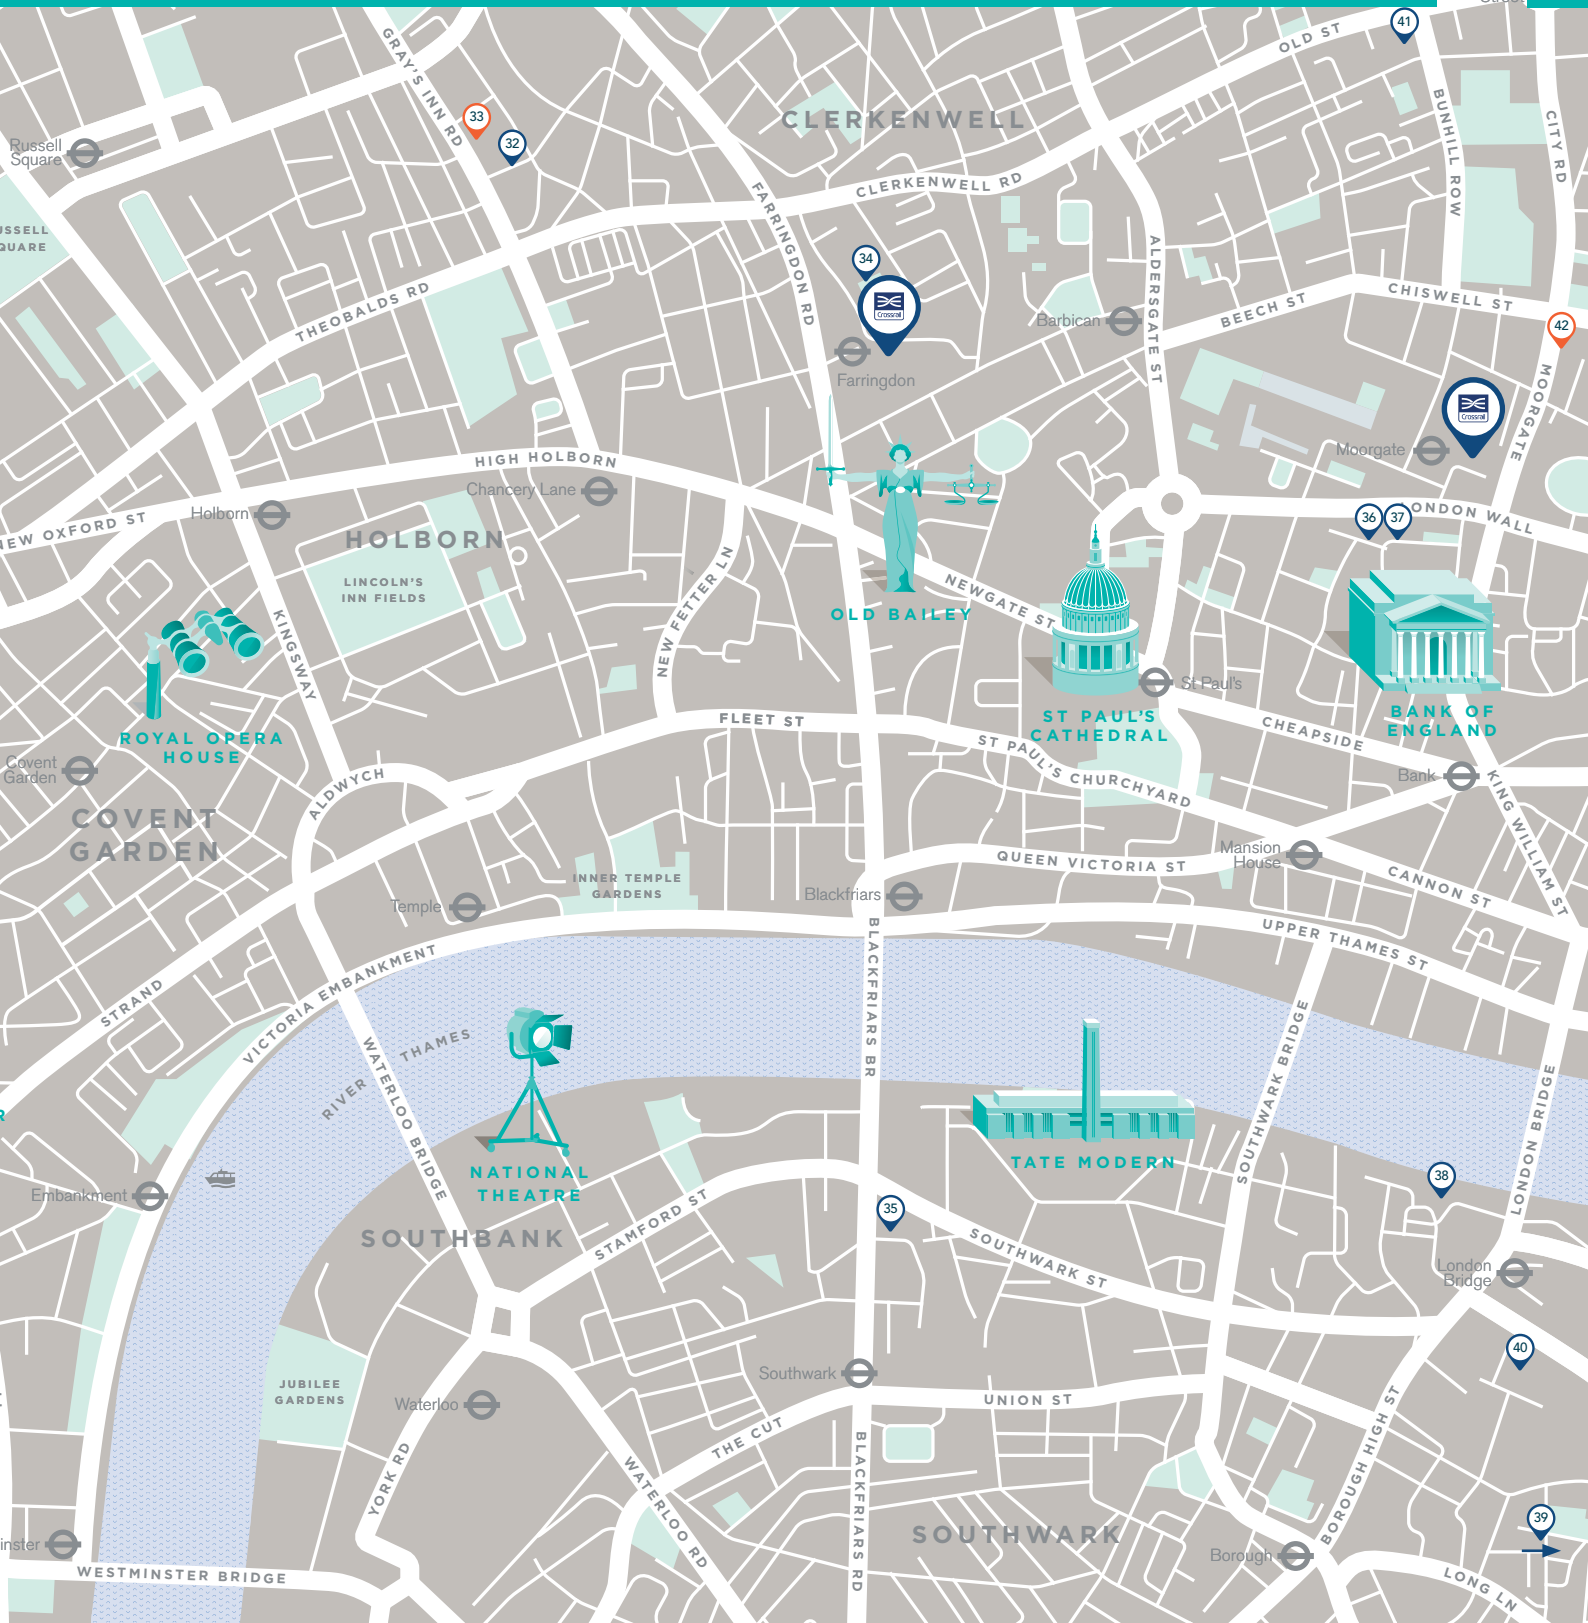 41
OLD ST
GRAY'S INN RD
BUNHILL ROW
CITY RD
33
32
CLERKENWELL
Russell
Square
CLERKENWELL RD
FARRINGDON RD
34
Crossrail
ALDERSGATE ST
THEOBALDS RD
BEECH ST
CHISWELL ST
Barbican
42
Farringdon
MOORGATE
Crossrail
Moorgate
HIGH HOLBORN
Chancery Lane
Holborn
NEW OXFORD ST
HOLBORN
36
37
LONDON WALL
LINCOLN'S
INN FIELDS
NEW FETTER LN
NEWGATE ST
OLD BAILEY
KINGSWAY
St Paul's
ST PAUL'S
CATHEDRAL
BANK OF
ENGLAND
FLEET ST
CHEAPSIDE
ROYAL OPERA
HOUSE
ST PAUL'S CHURCHYARD
Covent
Garden
ALDWYCH
Bank
KING WILLIAM ST
COVENT
GARDEN
Mansion
House
QUEEN VICTORIA ST
CANNON ST
INNER TEMPLE
GARDENS
Blackfriars
Temple
UPPER THAMES ST
VICTORIA EMBANKMENT
STRAND
BLACKFRIARS BR
RIVER THAMES
WATERLOO BRIDGE
SOUTHWARK BRIDGE
LONDON BRIDGE
NATIONAL
THEATRE
TATE MODERN
38
Embankment
35
STAMFORD ST
SOUTHBANK
SOUTHWARK ST
London
Bridge
40
Southwark
JUBILEE
GARDENS
Waterloo
UNION ST
THE CUT
YORK RD
WATERLOO RD
BLACKFRIARS RD
BOROUGH HIGH ST
39
SOUTHWARK
Borough
WESTMINSTER BRIDGE
LONG LN